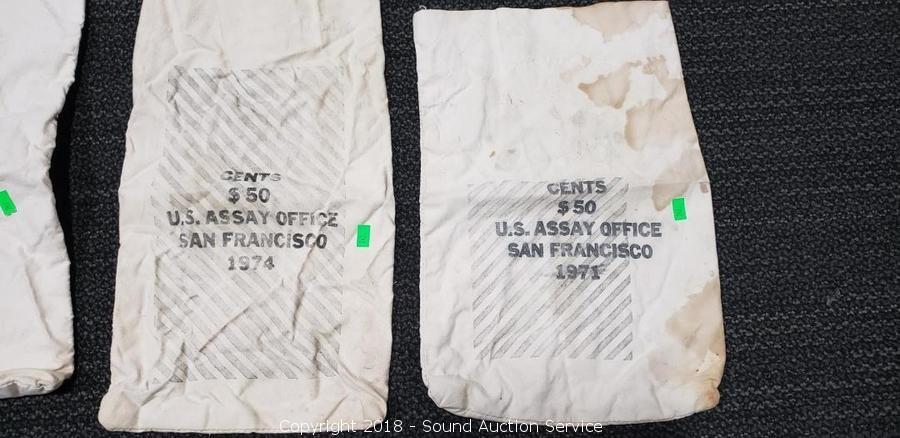 CENTS
$50
U.S. ASSAY OFFICE
SAN FRANCISCO
1974
CENTS
$50
U.S. ASSAY OFFICE
SAN FRANCISCO
1971
Copyright 2018 - Sound Auction Service